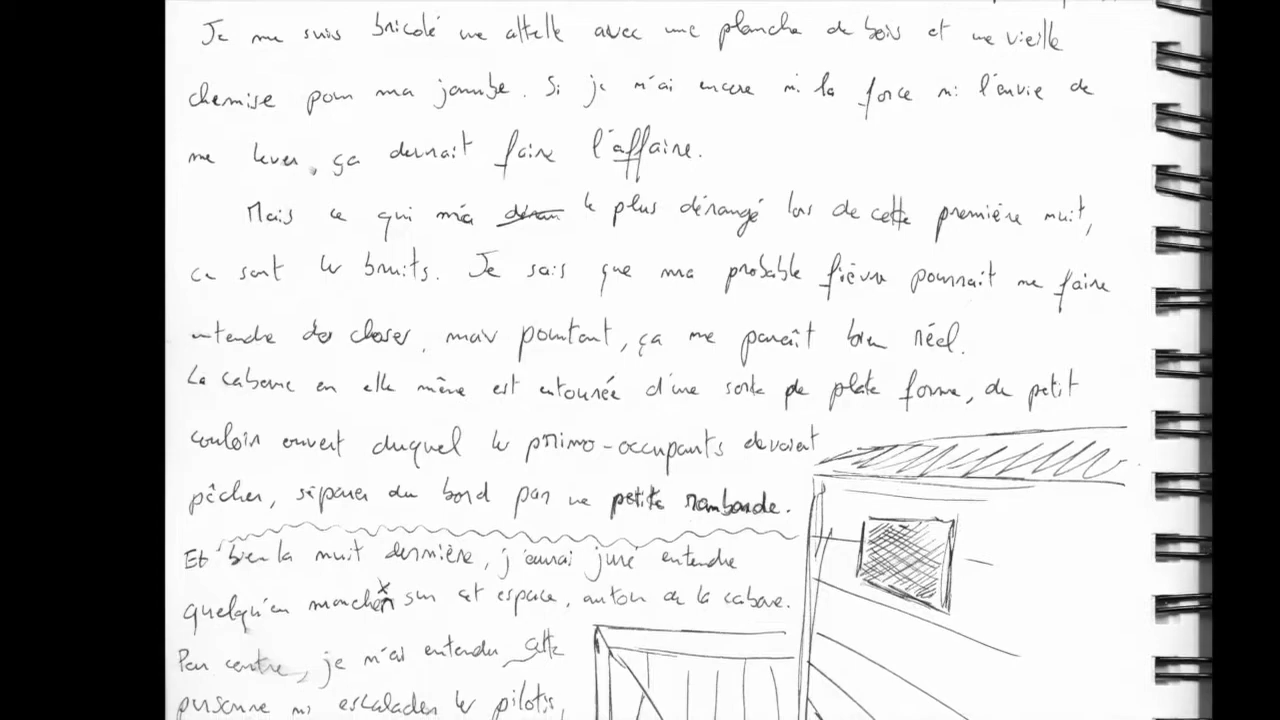 Je me suis bricolé une attelle avec une planche de bois et une vieille
chemise pour ma jambe. Si je n'ai encore ni la force ni l'envie de
me lever, ça devrait faire l'affaire.
Mais ce qui m'a le plus dérangé lors de cette première nuit,
ce sont les bruits. Je sais que ma probable fièvre pourrait me faire
entendre des choses, mais pourtant, ça me paraît bien réel.
La cabane en elle même est entourée d'une sorte de plate forme, de petit
couloir ouvert duquel les primo-occupants devaient
pêcher, séparer du bord par une petite rambarde.
Et bien la nuit dernière, j'aurai juré entendre
quelqu'un marcher sur cet espace, autour de la cabane.
Par contre, je n'ai entendu cette
personne ni escalader les pilotis,